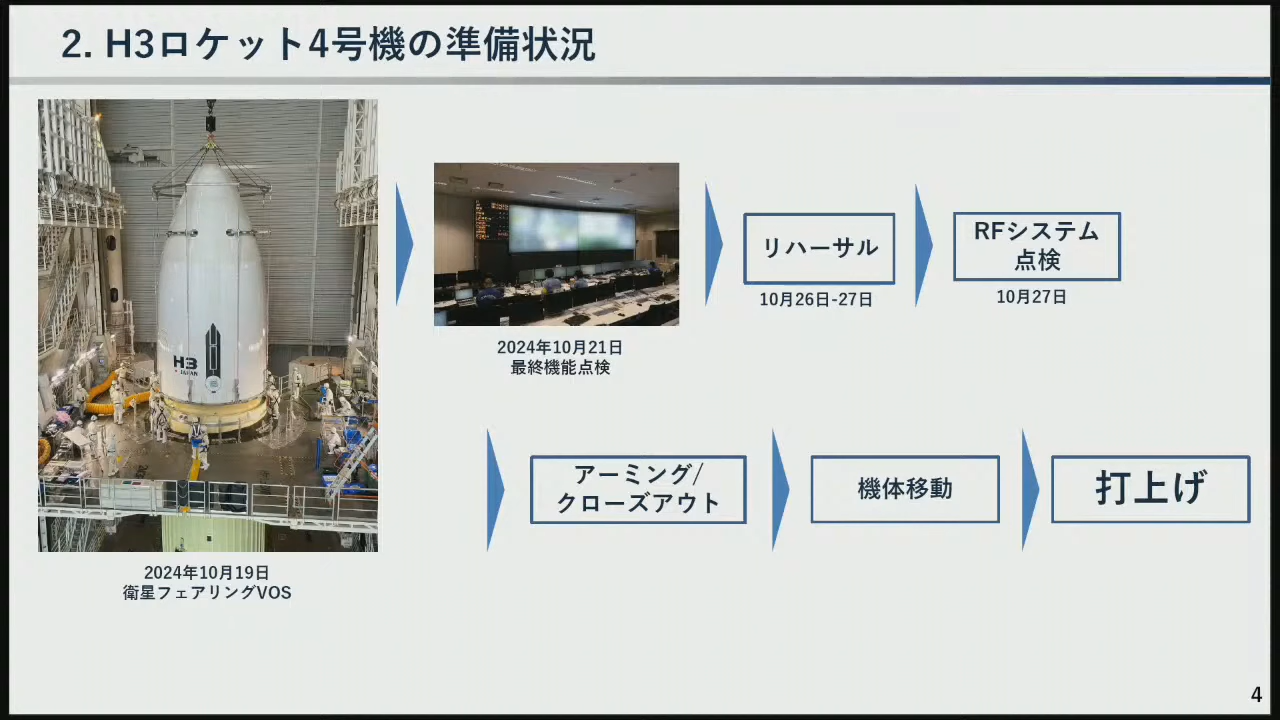 2. H3ロケット4号機の準備状況
H3
JAPAN
2024年10月19日
衛星フェアリングVOS
2024年10月21日
最終機能点検
リハーサル
10月26日-27日
RFシステム
点検
10月27日
アーミング/
クローズアウト
機体移動
打上げ
4